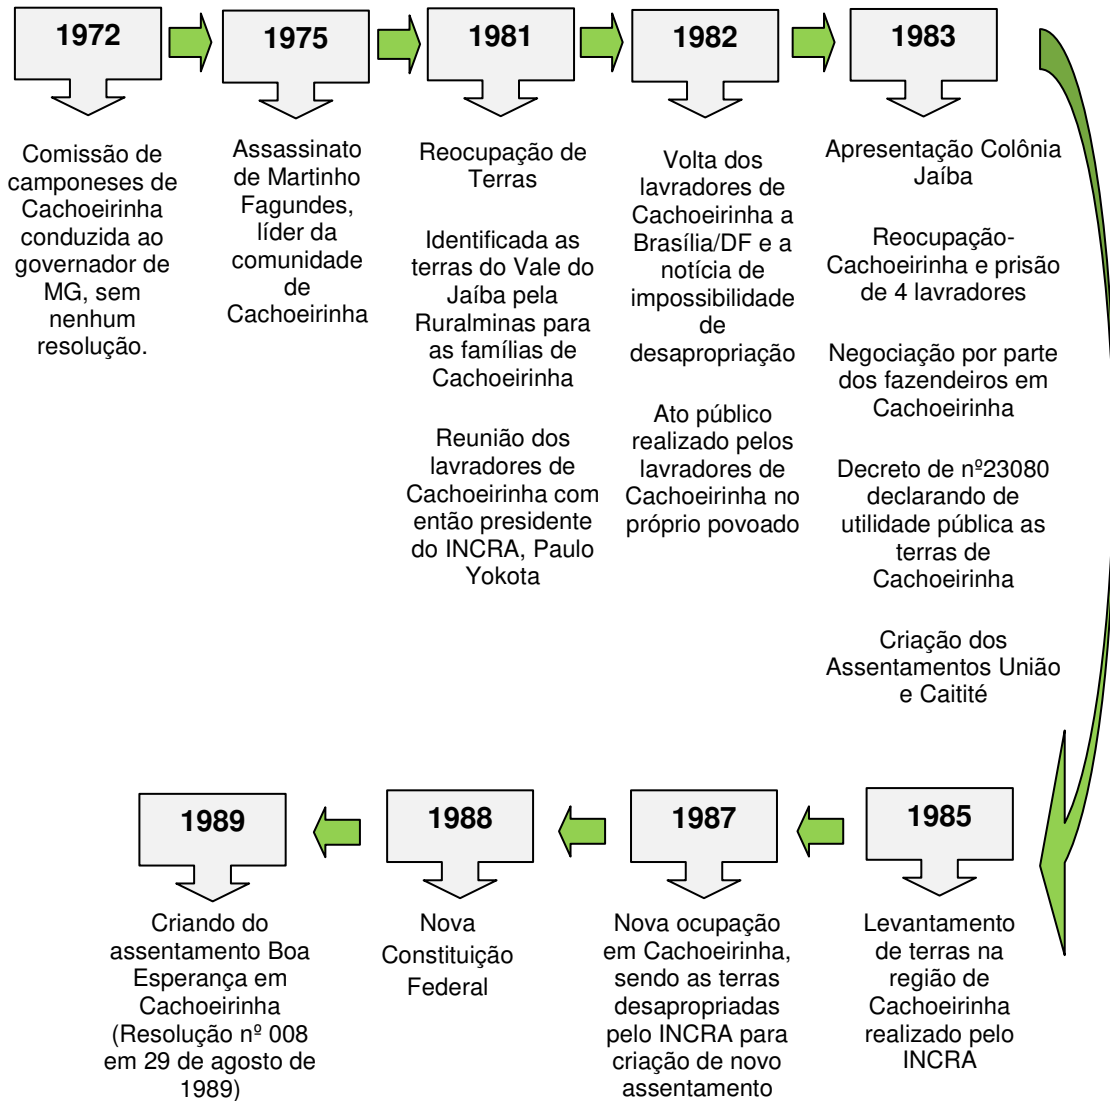 1972
Comissão de
camponeses de
Cachoeirinha
conduzida ao
governador de
MG, sem
nenhum
resolução.
1975
Assassinato
de Martinho
Fagundes,
líder da
comunidade
de
Cachoeirinha
1981
Reocupação de
Terras
Identificada as
terras do Vale do
Jaíba pela
Ruralminas para
as famílias de
Cachoeirinha
Reunião dos
lavradores de
Cachoeirinha com
então presidente
do INCRA, Paulo
Yokota
1982
Volta dos
lavradores de
Cachoeirinha a
Brasília/DF e a
notícia de
impossibilidade
de
desapropriação
Ato público
realizado pelos
lavradores de
Cachoeirinha no
próprio povoado
1983
Apresentação Colônia
Jaíba
Reocupação-
Cachoeirinha e prisão
de 4 lavradores
Negociação por parte
dos fazendeiros em
Cachoeirinha
Decreto de nº23080
declarando de
utilidade pública as
terras de
Cachoeirinha
Criação dos
Assentamentos União
e Caitité
1985
Levantamento
de terras na
região de
Cachoeirinha
realizado pelo
INCRA
1987
Nova ocupação
em Cachoeirinha,
sendo as terras
desapropriadas
pelo INCRA para
criação de novo
assentamento
1988
Nova
Constituição
Federal
1989
Criando do
assentamento Boa
Esperança em
Cachoeirinha
(Resolução nº 008
em 29 de agosto de
1989)